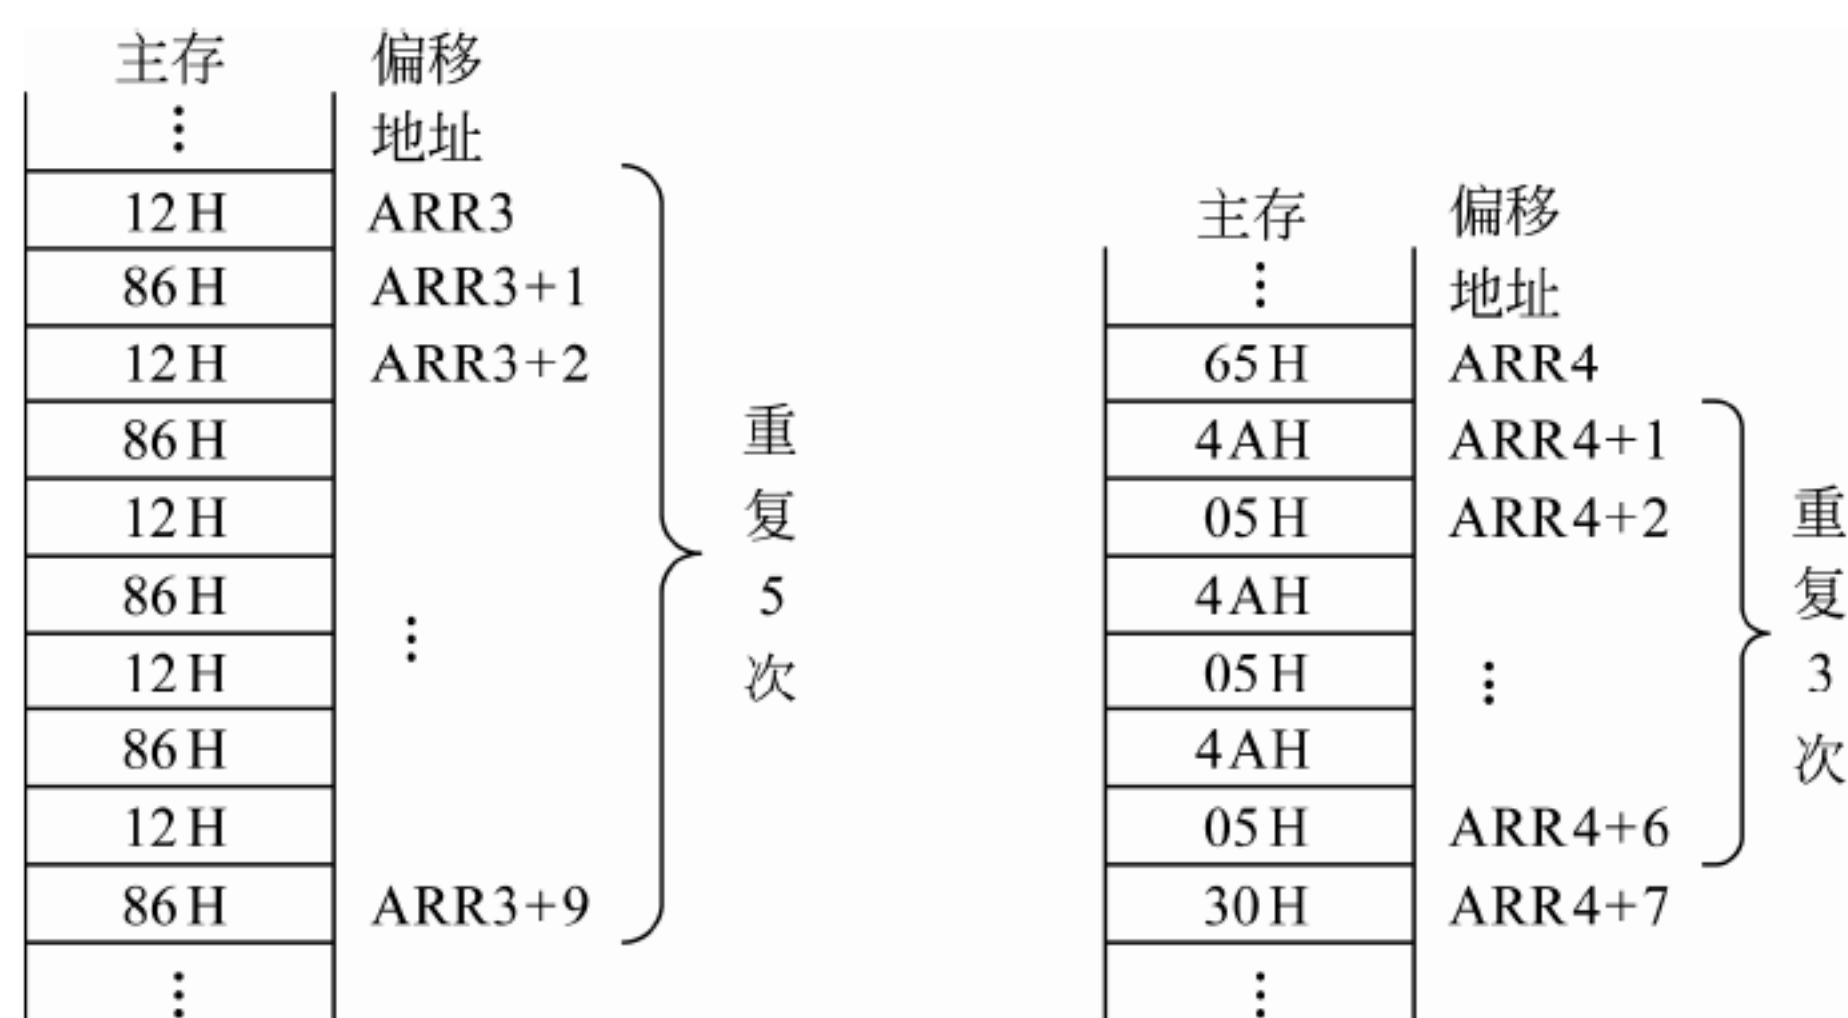 主存 偏移
⋮ 地址
12H ARR3
86H ARR3+1
12H ARR3+2
86H
12H
86H ⋮
12H
86H
12H
86H ARR3+9
⋮
重
复
5
次
主存 偏移
⋮ 地址
65H ARR4
4AH ARR4+1
05H ARR4+2
4AH
05H ⋮
4AH
05H ARR4+6
30H ARR4+7
⋮
重
复
3
次